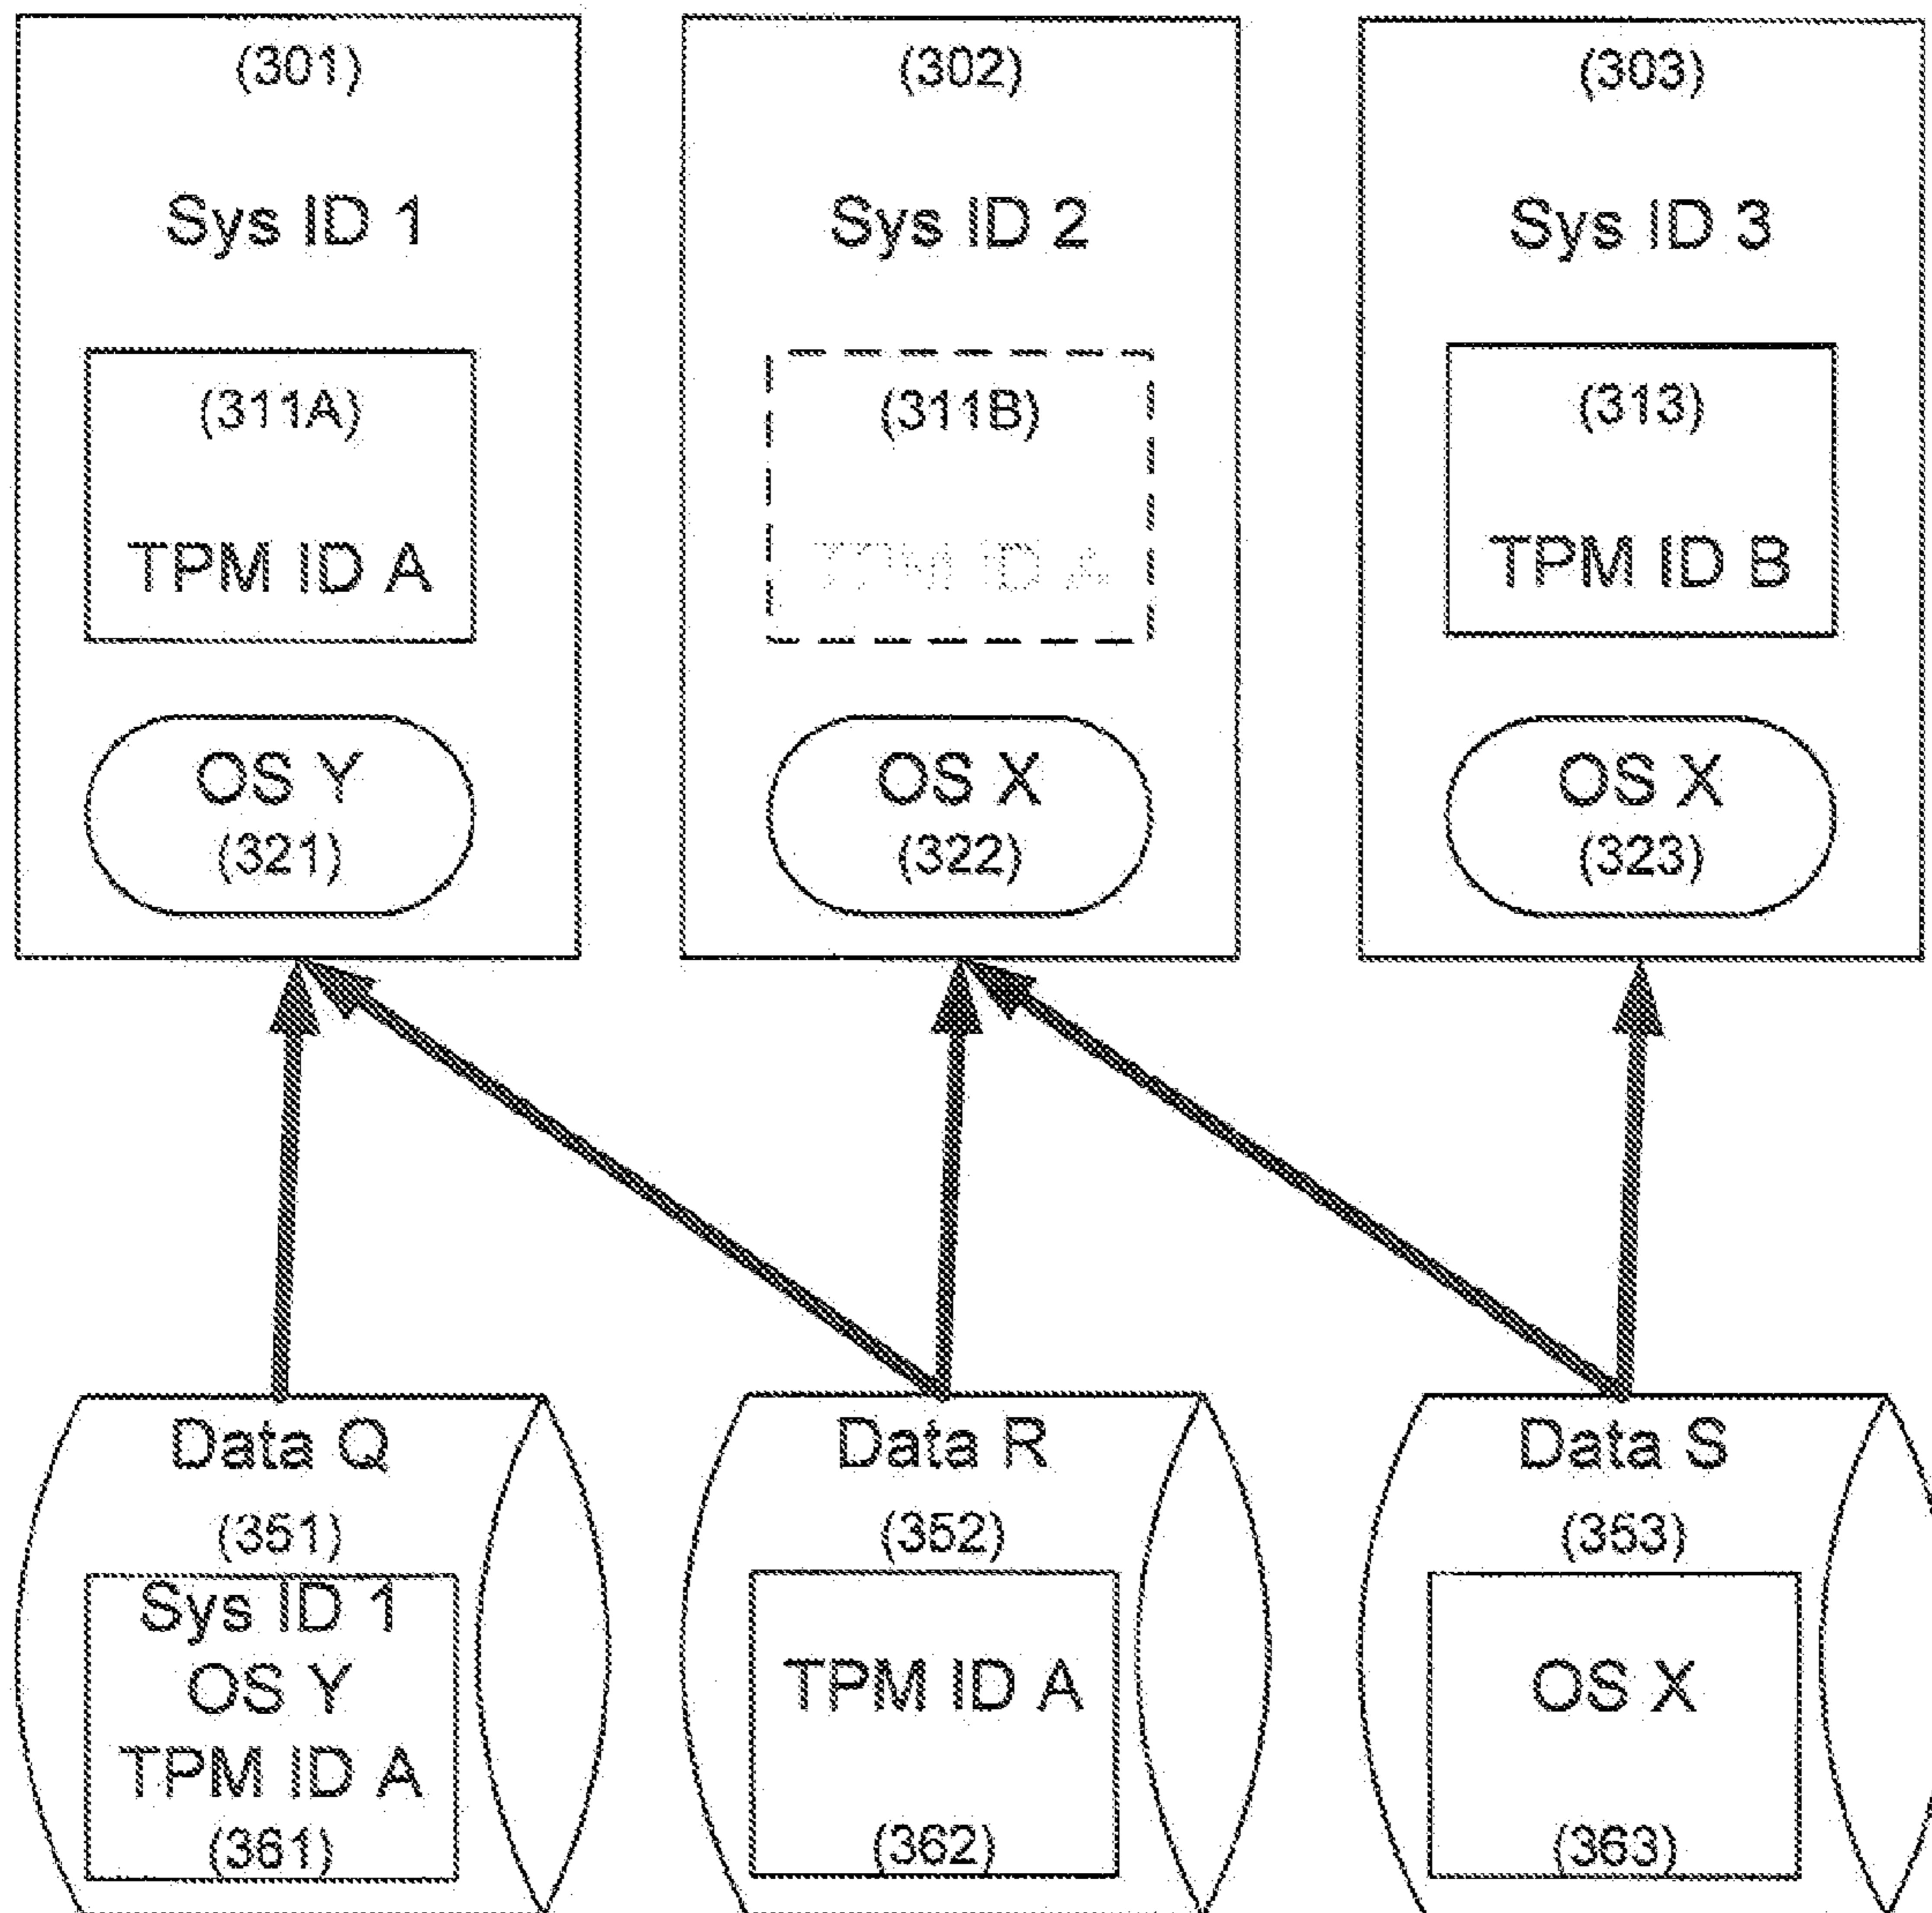 (301)
Sys ID 1
(311A)
TPM ID A
OS Y
(321)
(302)
Sys ID 2
(311B)
TPM ID A
OS X
(322)
(303)
Sys ID 3
(313)
TPM ID B
OS X
(323)
Data Q
(351)
Sys ID 1
OS Y
TPM ID A
(361)
Data R
(352)
TPM ID A
(362)
Data S
(353)
OS X
(363)